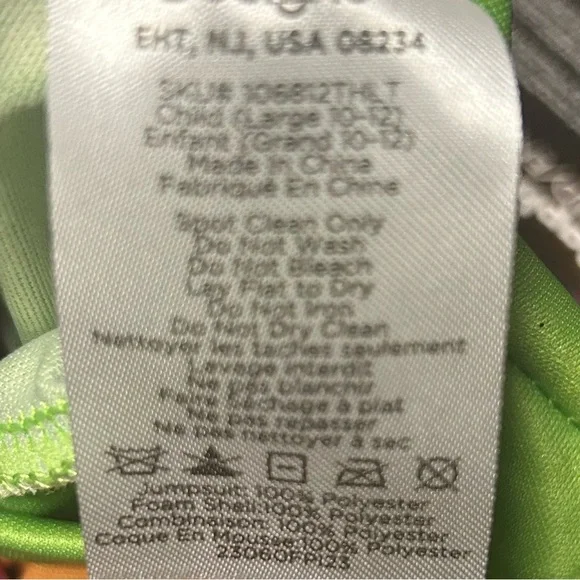 EHT, NJ, USA 08234
SKU# 106812THLT
Child (Large 10-12)
Enfant (Grand 10-12)
Made In China
Fabriqué En Chine
Spot Clean Only
Do Not Wash
Do Not Bleach
Lay Flat to Dry
Do Not Iron
Do Not Dry Clean
Nettoyer les taches seulement
Lavage interdit
Ne pas blanchir
Faire séchage à plat
Ne pas repasser
Ne pas nettoyer à sec
Jumpsuit: 100% Polyester
Foam Shell: 100% Polyester
Combinaison: 100% Polyester
Coque En Mousse: 100% Polyester
23060FP123